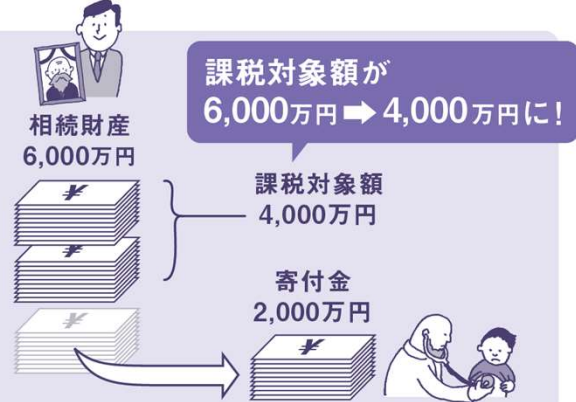 課税対象額が
6,000万円➡4,000万円に!
相続財産
6,000万円
課税対象額
4,000万円
寄付金
2,000万円
¥
¥
¥
¥